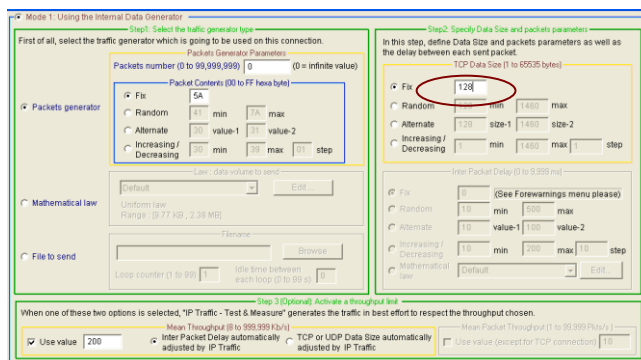 Mode 1: Using the Internal Data Generator
Step1: Select the traffic generator type
First of all, select the traffic generator which is going to be used on this connection.
Packets Generator Parameters
Packets number (0 to 99,999,999) 0 (0 = infinite value)
Packet Contents (00 to FF hexa byte)
Packets generator
Fix 5A
Random 41 min 7A max
Alternate 30 value-1 31 value-2
Increasing / Decreasing 30 min 39 max 01 step
Law : data volume to send
Mathematical law
Default Edit...
Uniform law
Range : [9.77 KB , 2.39 MB]
Filename
File to send
Browse
Loop counter (1 to 99) 1 Idle time between each loop (0 to 99 s) 0
Step2: Specify Data Size and packets parameters
In this step, define Data Size and packets parameters as well as
the delay between each sent packet.
TCP Data Size (1 to 65535 bytes)
Fix 128
Random 128 min 1460 max
Alternate 128 size-1 1460 size-2
Increasing / Decreasing 1 min 1460 max 1 step
Inter Packet Delay (0 to 9,999 ms)
Fix 0 (See Forewarnings menu please)
Random 10 min 500 max
Alternate 10 value-1 100 value-2
Increasing / Decreasing 10 min 200 max 10 step
Mathematical law Default Edit..
Step 3 (Optional): Activate a throughput limit
When one of these two options is selected, "IP Traffic - Test & Measure" generates the traffic in best effort to respect the throughput chosen.
Mean Throughput (8 to 999,999 Kb/s)
Use value 200
Inter Packet Delay automatically adjusted by IP Traffic
TCP or UDP Data Size automatically adjusted by IP Traffic
Mean Packet Throughput (1 to 99,999 Pkts/s )
Use value (except for TCP connection) 10